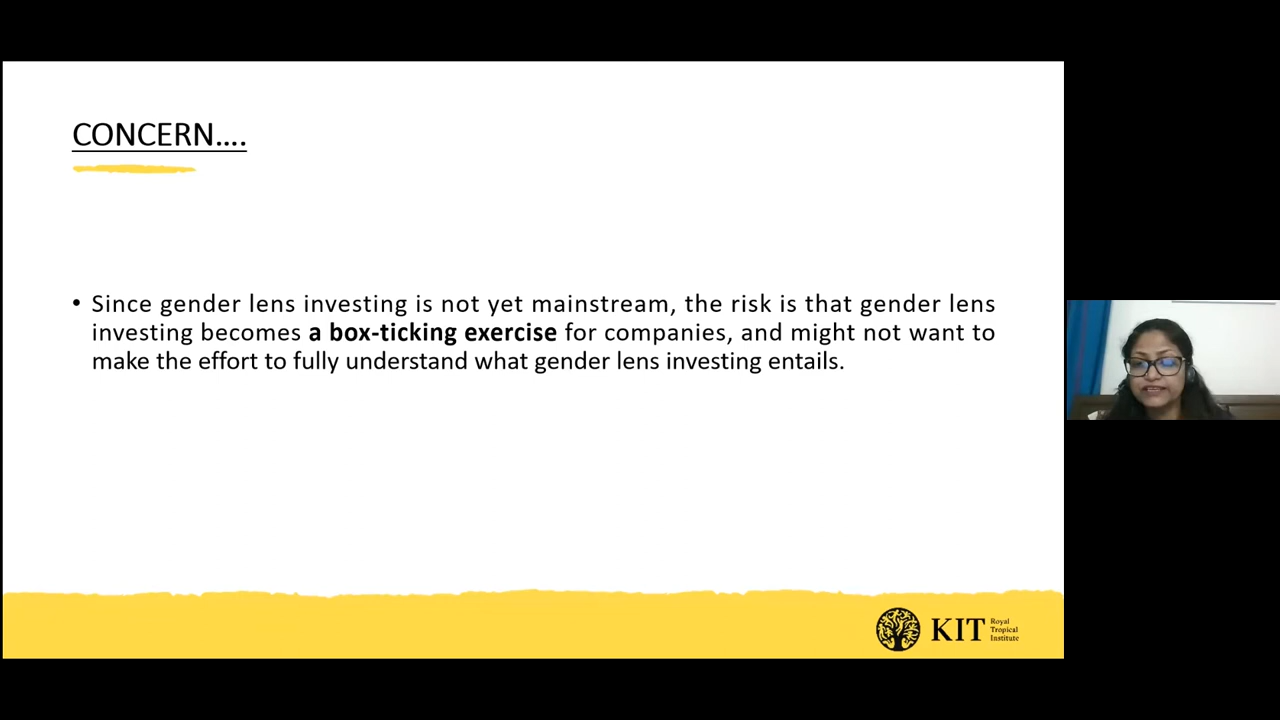 CONCERN....
• Since gender lens investing is not yet mainstream, the risk is that gender lens
investing becomes a box-ticking exercise for companies, and might not want to
make the effort to fully understand what gender lens investing entails.
KIT
Royal
Tropical
Institute